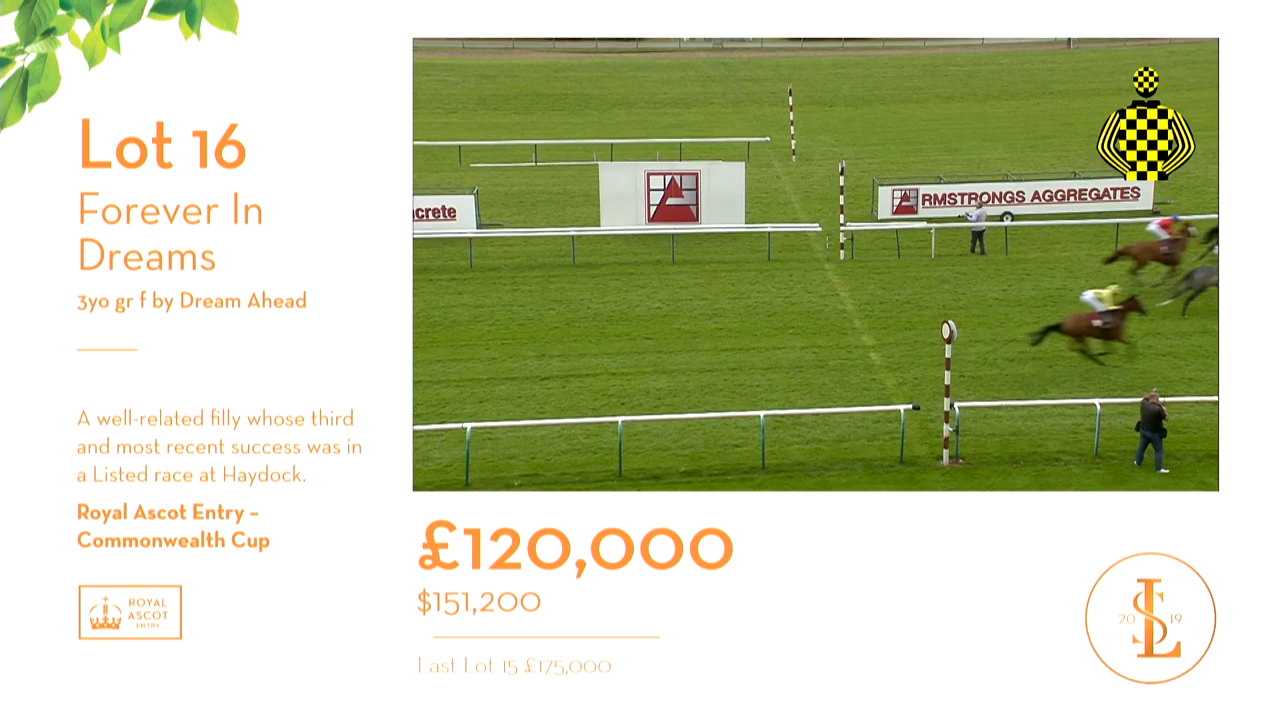 Lot 16
Forever In
Dreams
3yo gr f by Dream Ahead
A well-related filly whose third
and most recent success was in
a Listed race at Haydock.
Royal Ascot Entry –
Commonwealth Cup
ROYAL
ASCOT
ENTRY
crete
A
ARMSTRONGS AGGREGATES
£120,000
$151,200
Last Lot 15 £175,000
20 SL 19